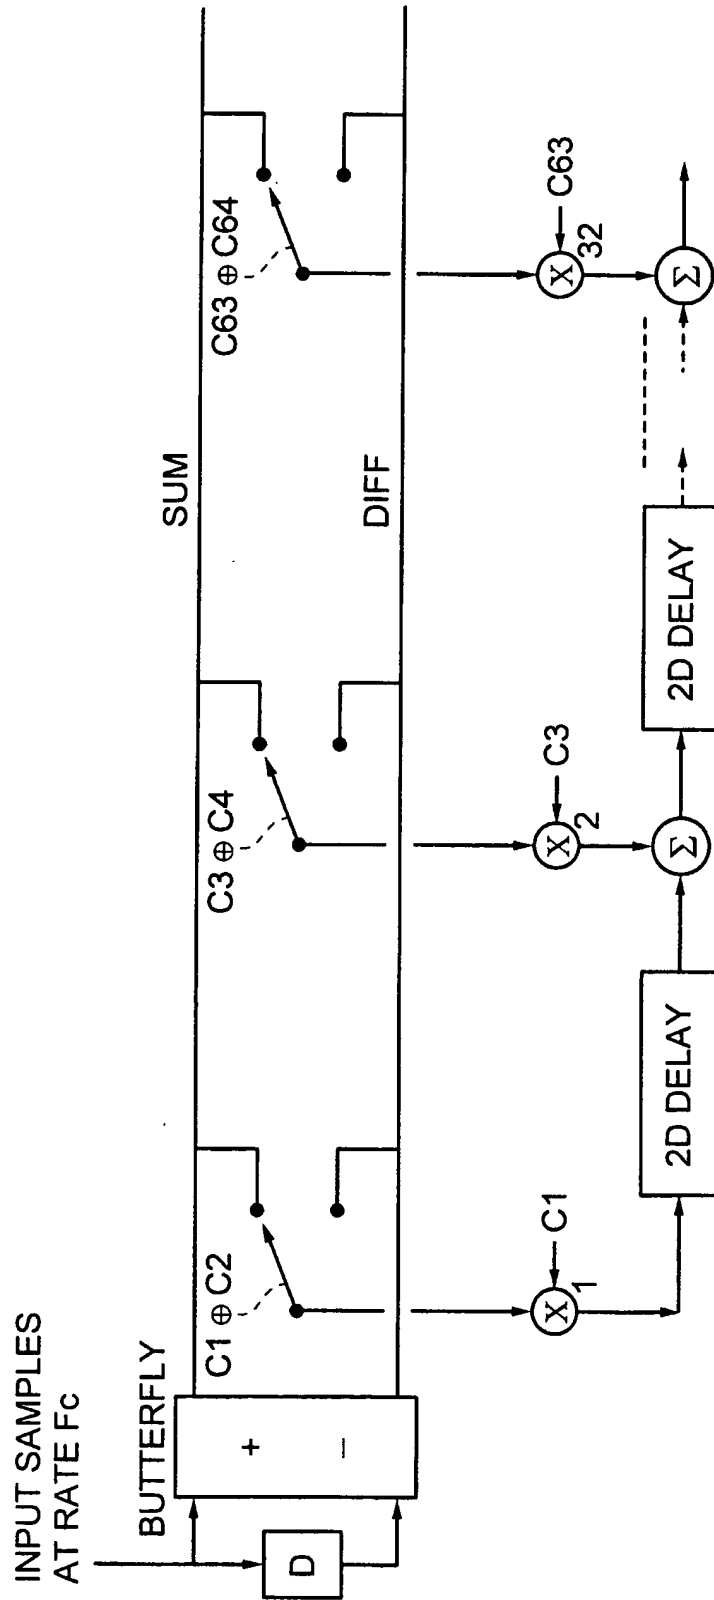 INPUT SAMPLES
AT RATE Fc
D
BUTTERFLY
+
−
SUM
DIFF
C1 ⊕ C2
C3 ⊕ C4
C63 ⊕ C64
X
1
C1
X
2
C3
X
32
C63
2D DELAY
Σ
2D DELAY
Σ